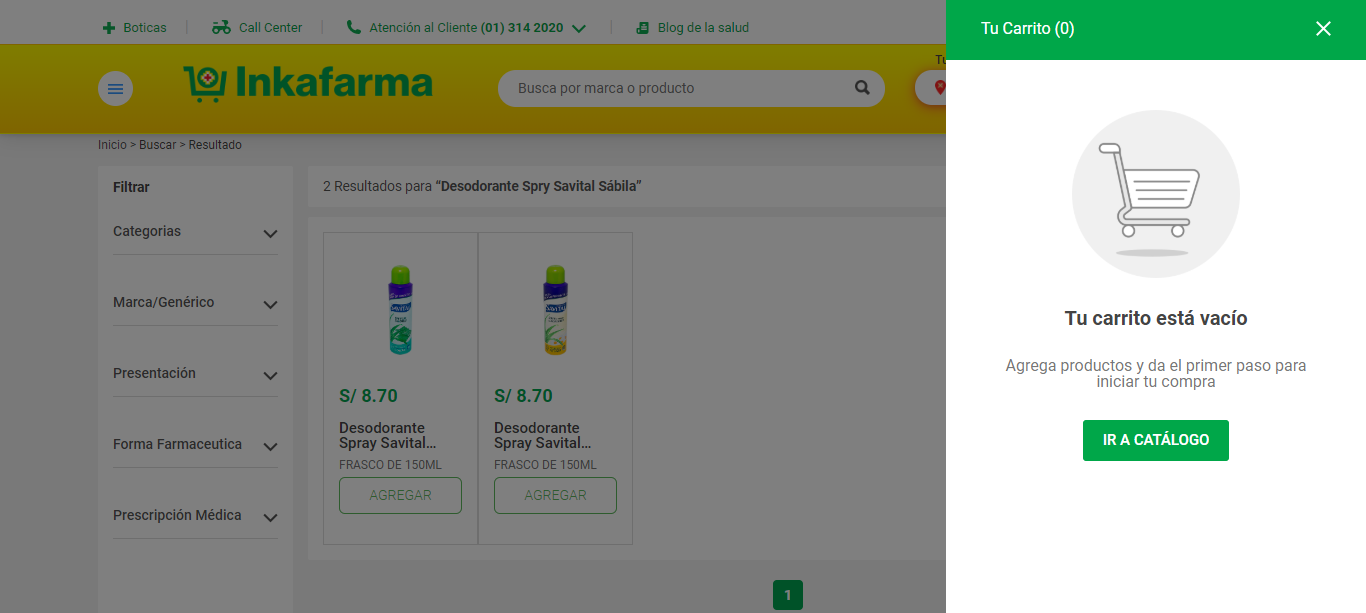 Boticas
Call Center
Atención al Cliente (01) 314 2020
Blog de la salud
Tu Carrito (0)
Inkafarma
Busca por marca o producto
Inicio > Buscar > Resultado
Filtrar
Categorias
Marca/Genérico
Presentación
Forma Farmaceutica
Prescripción Médica
2 Resultados para “Desodorante Spry Savital Sábila”
S/ 8.70
Desodorante
Spray Savital...
FRASCO DE 150ML
AGREGAR
S/ 8.70
Desodorante
Spray Savital...
FRASCO DE 150ML
AGREGAR
1
Tu carrito está vacío
Agrega productos y da el primer paso para
iniciar tu compra
IR A CATÁLOGO